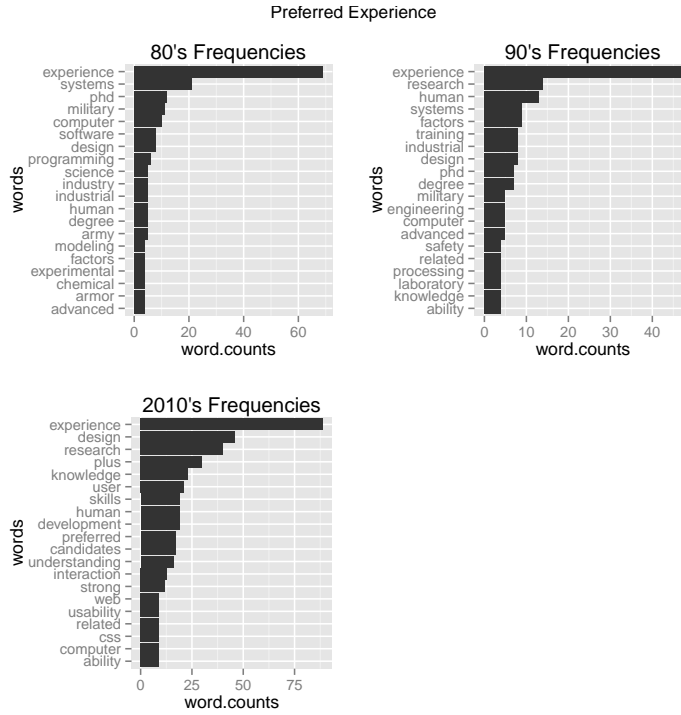 Preferred Experience
80's Frequencies
experience
systems
phd
military
computer
software
design
programming
science
industry
industrial
human
degree
army
modeling
factors
experimental
chemical
armor
advanced
words
0 20 40 60
word.counts
90's Frequencies
experience
research
human
systems
factors
training
industrial
design
phd
degree
military
engineering
computer
advanced
safety
related
processing
laboratory
knowledge
ability
words
0 10 20 30 40
word.counts
2010's Frequencies
experience
design
research
plus
knowledge
user
skills
human
development
preferred
candidates
understanding
interaction
strong
web
usability
related
css
computer
ability
words
0 25 50 75
word.counts